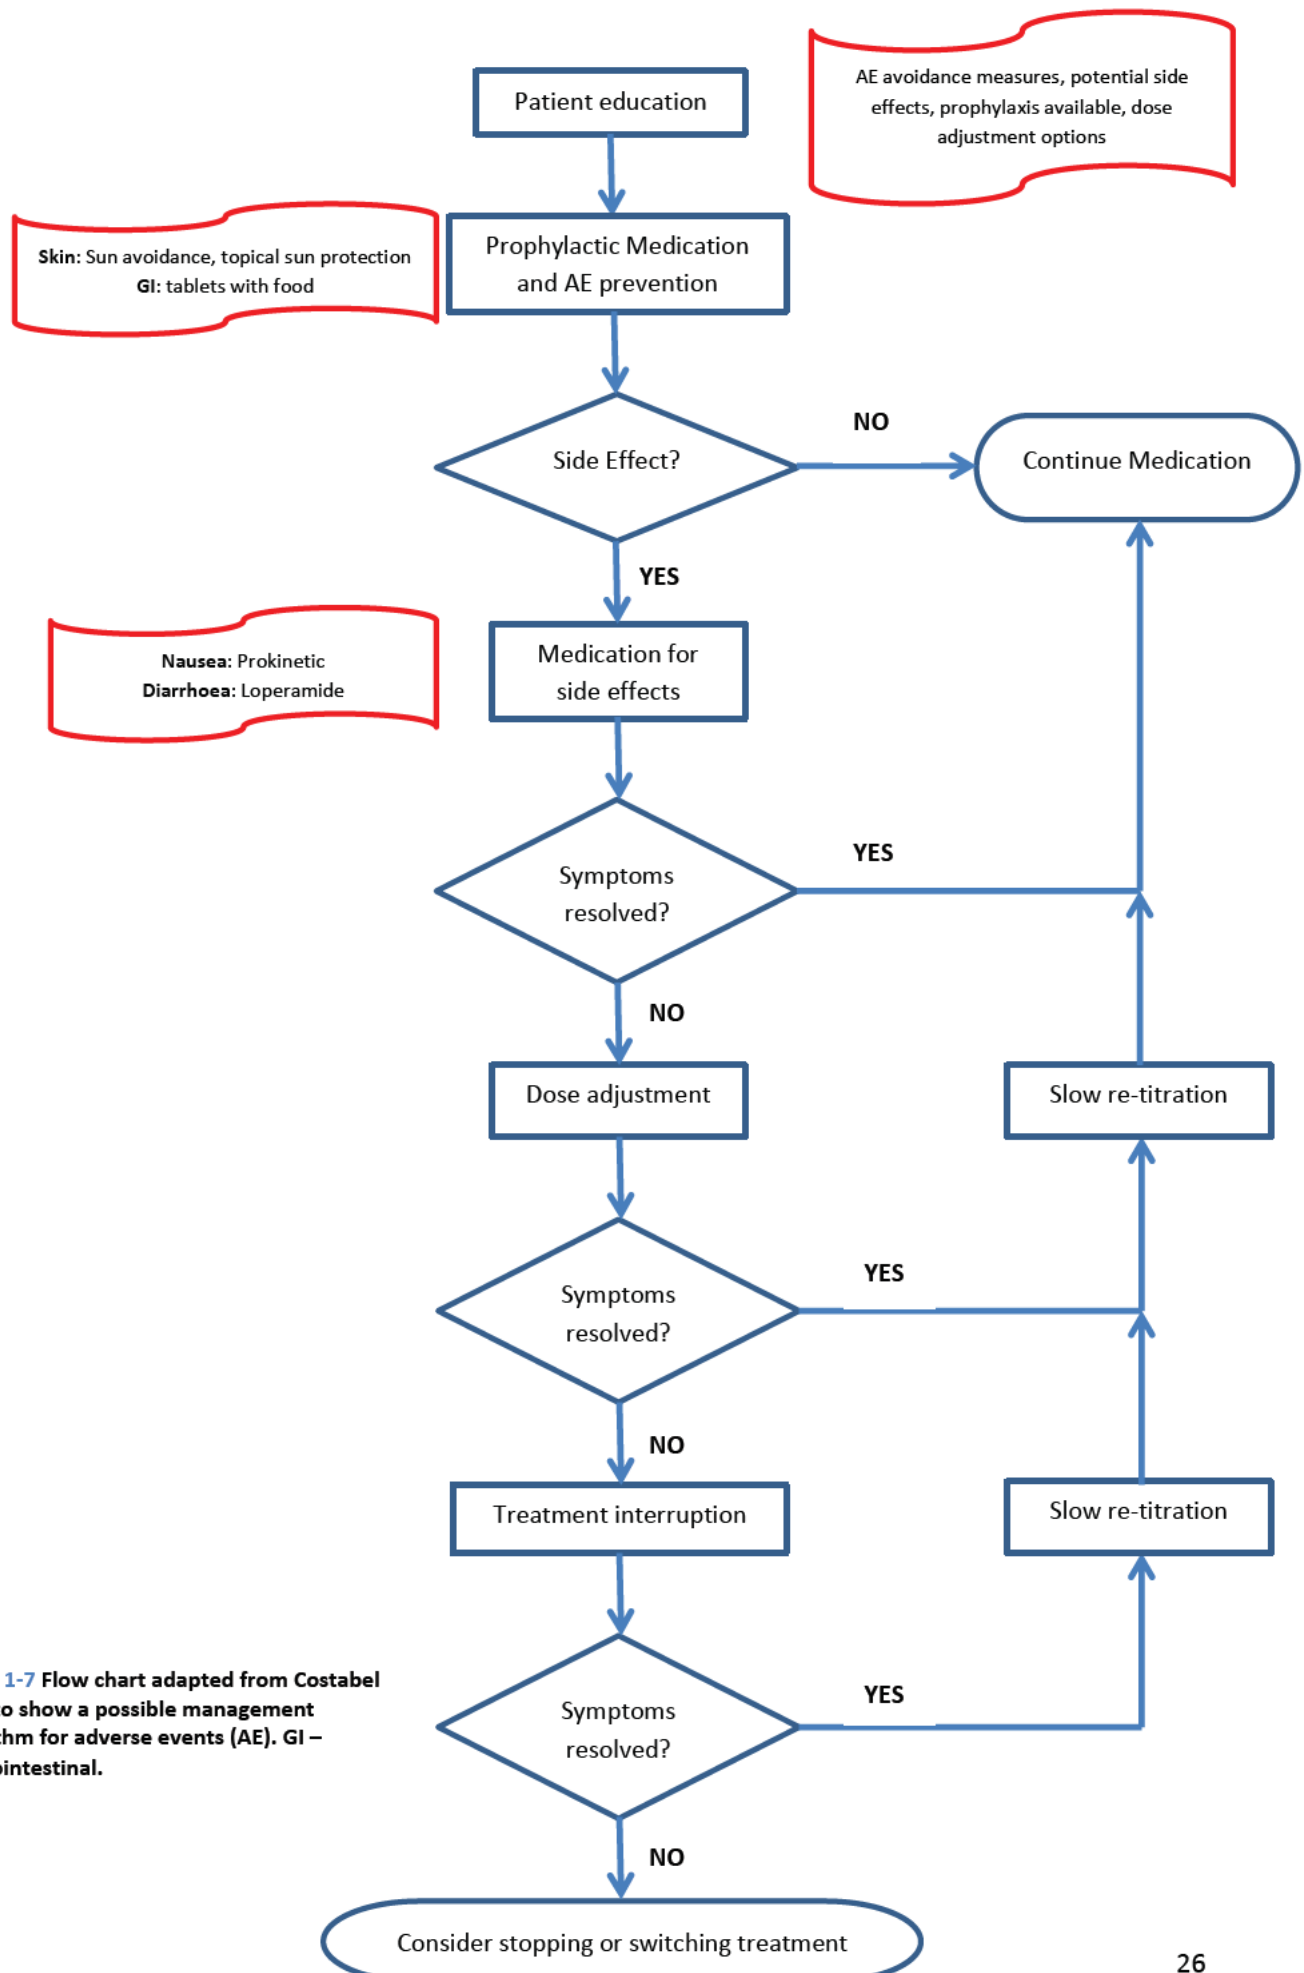 AE avoidance measures, potential side
effects, prophylaxis available, dose
adjustment options
Patient education
Skin: Sun avoidance, topical sun protection
GI: tablets with food
Prophylactic Medication
and AE prevention
Side Effect?
NO
Continue Medication
YES
Nausea: Prokinetic
Diarrhoea: Loperamide
Medication for
side effects
Symptoms
resolved?
YES
NO
Dose adjustment
Slow re-titration
Symptoms
resolved?
YES
NO
Treatment interruption
Slow re-titration
1-7 Flow chart adapted from Costabel
to show a possible management
thm for adverse events (AE). GI –
ointestinal.
Symptoms
resolved?
YES
NO
Consider stopping or switching treatment
26